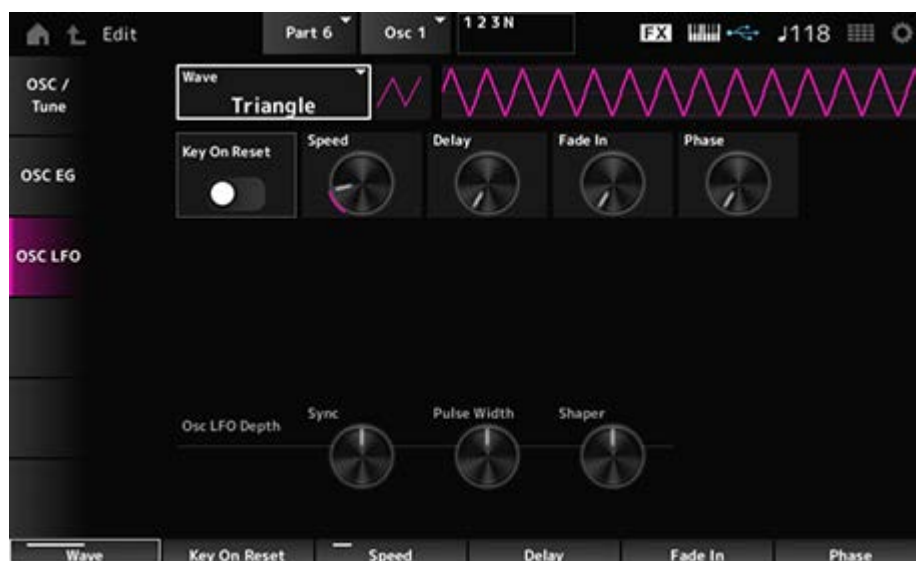 Edit Part 6 Osc 1 1 2 3 N FX ♩118
OSC / Tune
Wave
Triangle
Key On Reset Speed Delay Fade In Phase
OSC EG
OSC LFO
Osc LFO Depth Sync Pulse Width Shaper
Wave Key On Reset Speed Delay Fade In Phase